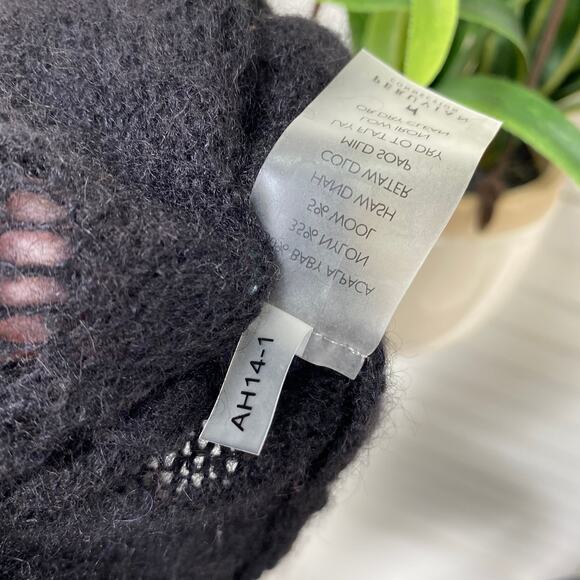 % BABY ALPACA
35% NYLON
5% WOOL
HAND WASH
COLD WATER
MILD SOAP
LAY FLAT TO DRY
LOW IRON
OR DRY CLEAN
M
PERUVIAN
CONNECTION
AH14-1